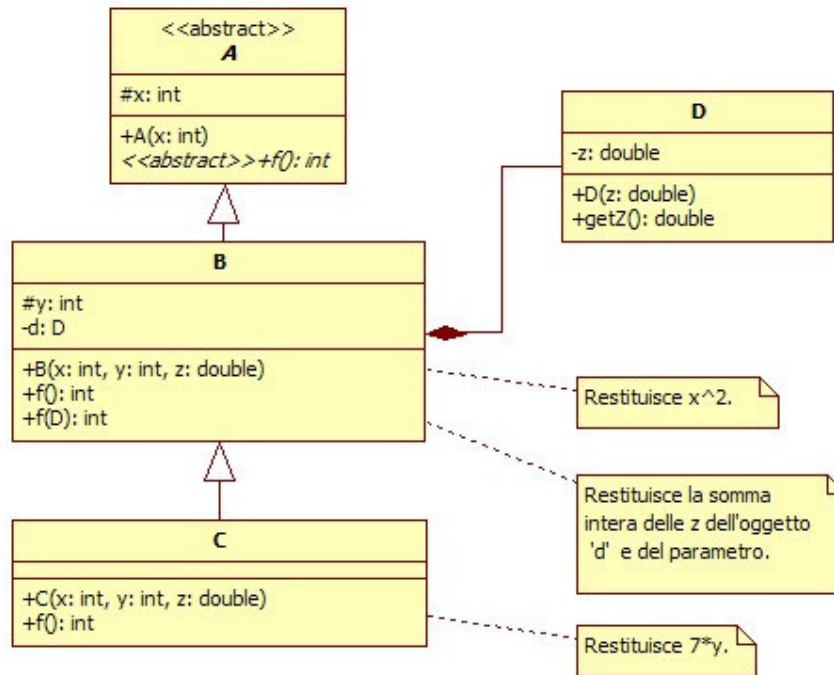 <<abstract>>
A
#x: int
+A(x: int)
<<abstract>>+f(): int
D
-z: double
+D(z: double)
+getZ(): double
B
#y: int
-d: D
+B(x: int, y: int, z: double)
+f(): int
+f(D): int
Restituisce x^2.
Restituisce la somma
intera delle z dell'oggetto
'd' e del parametro.
C
+C(x: int, y: int, z: double)
+f(): int
Restituisce 7*y.